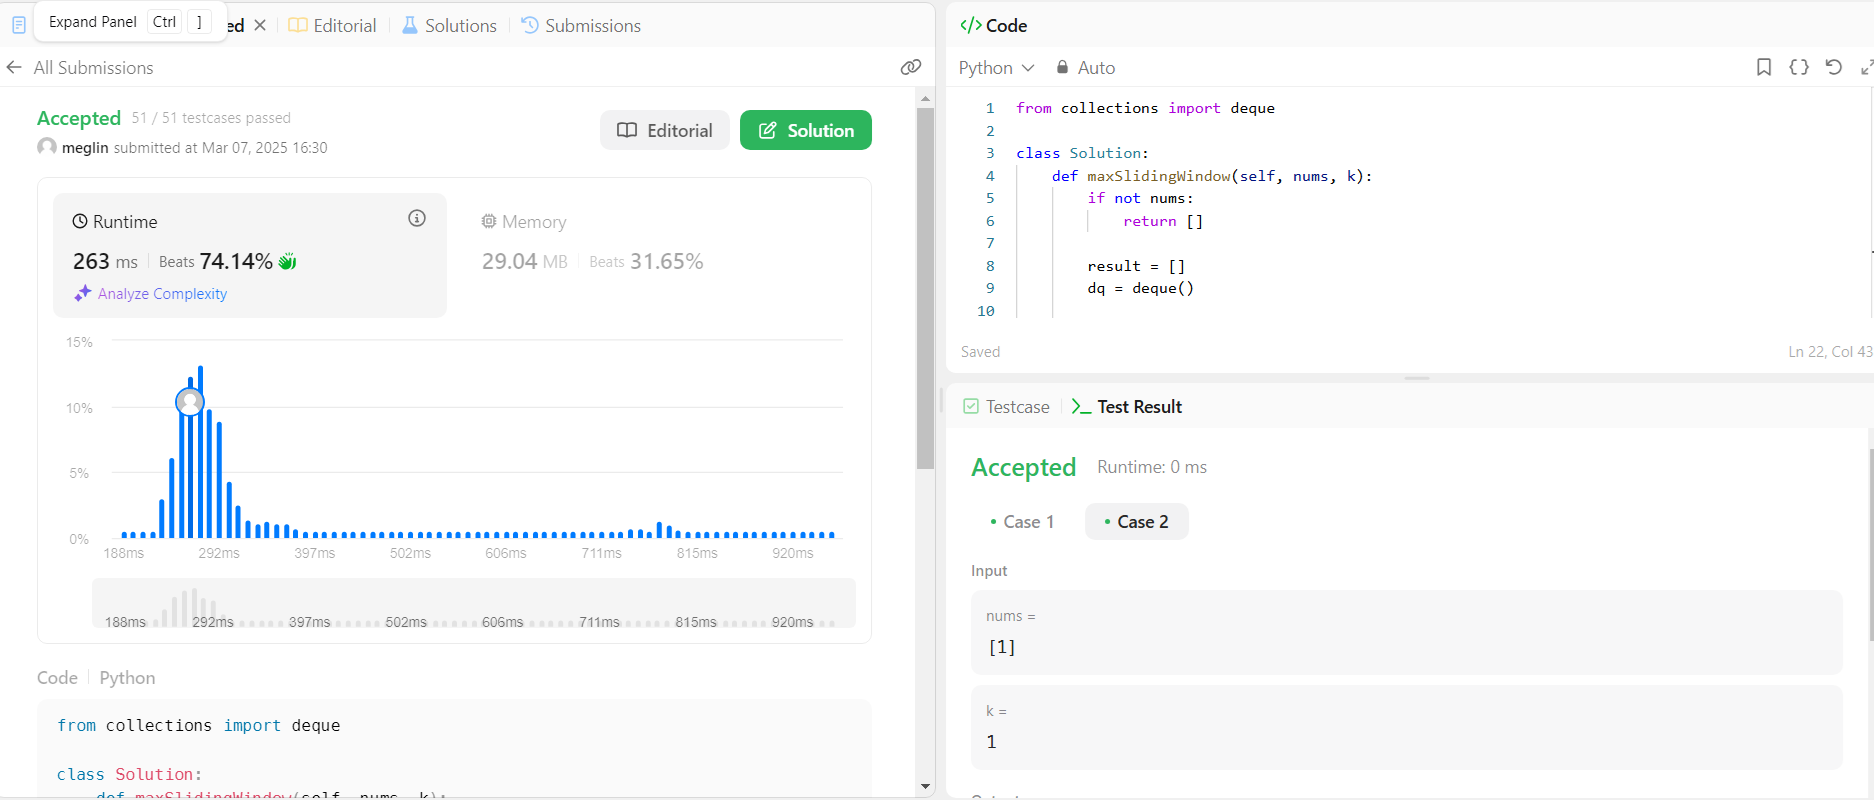 Expand Panel Ctrl ]
ed
Editorial
Solutions
Submissions
All Submissions
Accepted 51 / 51 testcases passed
meglin submitted at Mar 07, 2025 16:30
Editorial
Solution
Runtime
263 ms Beats 74.14%
Analyze Complexity
Memory
29.04 MB Beats 31.65%
15%
10%
5%
0%
188ms 292ms 397ms 502ms 606ms 711ms 815ms 920ms
188ms 292ms 397ms 502ms 606ms 711ms 815ms 920ms
Code Python
from collections import deque
class Solution:
def maxSlidingWindow(self, nums, k):
</> Code
Python Auto
1 from collections import deque
2
3 class Solution:
4 def maxSlidingWindow(self, nums, k):
5 if not nums:
6 return []
7
8 result = []
9 dq = deque()
10
Saved Ln 22, Col 43
Testcase >_ Test Result
Accepted Runtime: 0 ms
• Case 1 • Case 2
Input
nums =
[1]
k =
1